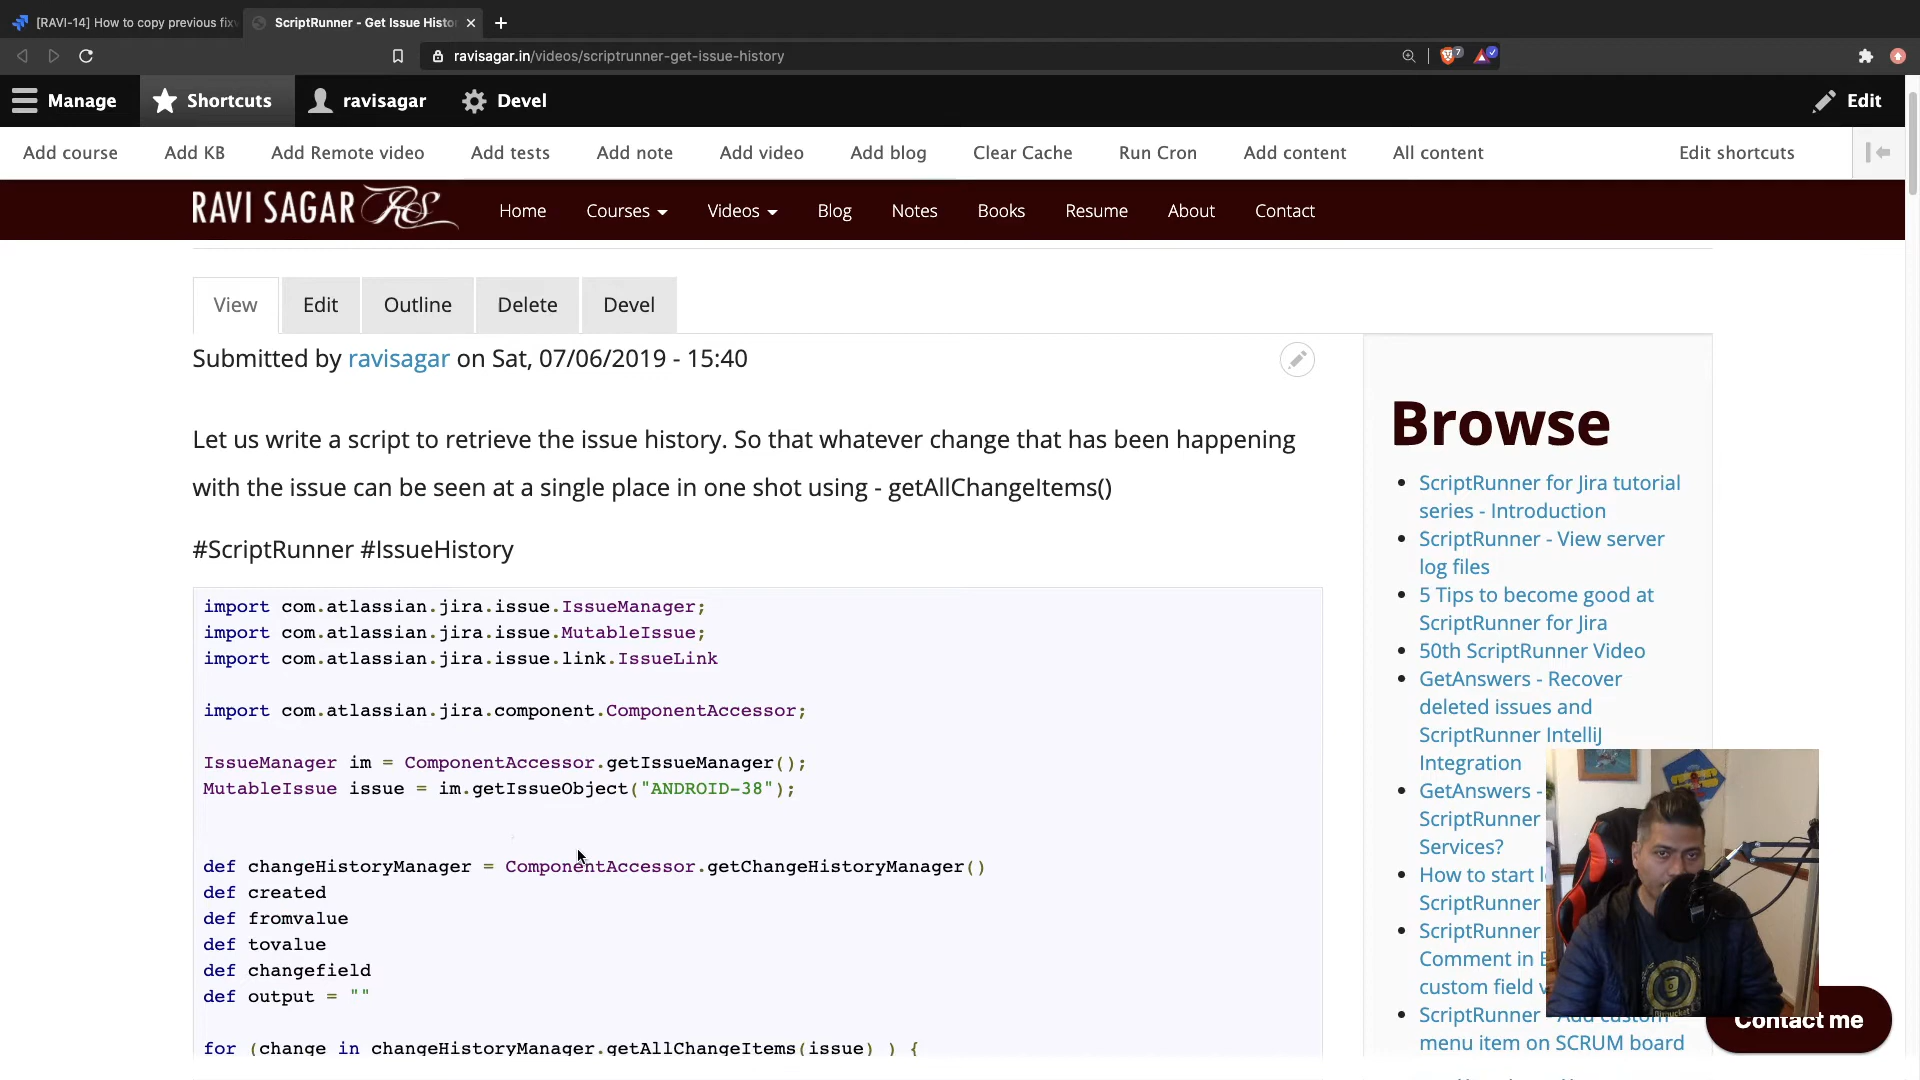 [RAVI-14] How to copy previous fixv
ScriptRunner - Get Issue Histo
ravisagar.in/videos/scriptrunner-get-issue-history
7
Manage
Shortcuts
ravisagar
Devel
Edit
Add course
Add KB
Add Remote video
Add tests
Add note
Add video
Add blog
Clear Cache
Run Cron
Add content
All content
Edit shortcuts
RAVI SAGAR RS
Home
Courses
Videos
Blog
Notes
Books
Resume
About
Contact
View
Edit
Outline
Delete
Devel
Submitted by ravisagar on Sat, 07/06/2019 - 15:40
Let us write a script to retrieve the issue history. So that whatever change that has been happening
with the issue can be seen at a single place in one shot using - getAllChangeItems()
#ScriptRunner #IssueHistory
import com.atlassian.jira.issue.IssueManager;
import com.atlassian.jira.issue.MutableIssue;
import com.atlassian.jira.issue.link.IssueLink
import com.atlassian.jira.component.ComponentAccessor;
IssueManager im = ComponentAccessor.getIssueManager();
MutableIssue issue = im.getIssueObject("ANDROID-38");
def changeHistoryManager = ComponentAccessor.getChangeHistoryManager()
def created
def fromvalue
def tovalue
def changefield
def output = ""
for (change in changeHistoryManager.getAllChangeItems(issue) ) {
Browse
ScriptRunner for Jira tutorial
series - Introduction
ScriptRunner - View server
log files
5 Tips to become good at
ScriptRunner for Jira
50th ScriptRunner Video
GetAnswers - Recover
deleted issues and
ScriptRunner IntelliJ
Integration
GetAnswers -
ScriptRunner
Services?
How to start l
ScriptRunner
ScriptRunner
Comment in
custom field v
ScriptRunner - Add custom
menu item on SCRUM board
Contact me